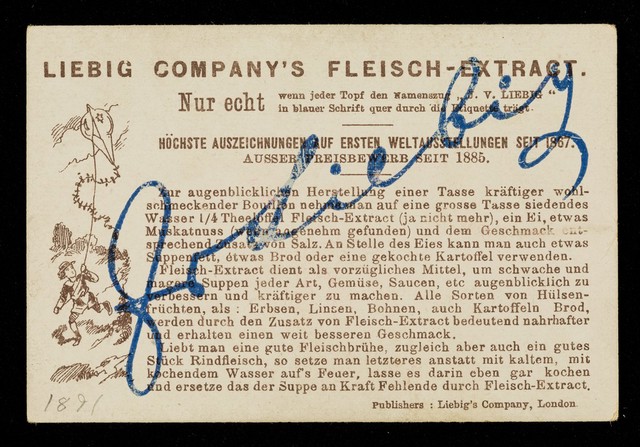 LIEBIG COMPANY'S FLEISCH-EXTRACT.
Nur echt wenn jeder Topf den Namenszug „J. V. LIEBIG“
in blauer Schrift quer durch die Etiquette trägt.
HÖCHSTE AUSZEICHNUNGEN AUF ERSTEN WELTAUSSTELLUNGEN SEIT 1867.
AUSSER PREISBEWERB SEIT 1885.
Zur augenblicklichen Herstellung einer Tasse kräftiger wohl-
schmeckender Bouillon nehme man auf eine grosse Tasse siedendes
Wasser 1/4 Theelöffel Fleisch-Extract (ja nicht mehr), ein Ei, etwas
Muskatnuss (wenn angenehm gefunden) und dem Geschmack ent-
sprechend Zusatz von Salz. An Stelle des Eies kann man auch etwas
Suppenfett, étwas Brod oder eine gekochte Kartoffel verwenden.
Fleisch-Extract dient als vorzügliches Mittel, um schwache und
magere Suppen jeder Art, Gemüse, Saucen, etc augenblicklich zu
verbessern und kräftiger zu machen. Alle Sorten von Hülsen-
früchten, als : Erbsen, Linsen, Bohnen, auch Kartoffeln Brod,
werden durch den Zusatz von Fleisch-Extract bedeutend nahrhafter
und erhalten einen weit besseren Geschmack.
Liebt man eine gute Fleischbrühe, zugleich aber auch ein gutes
Stück Rindfleisch, so setze man letzteres anstatt mit kaltem, mit
kochendem Wasser auf's Feuer, lasse es darin eben gar kochen
und ersetze das der Suppe an Kraft Fehlende durch Fleisch-Extract.
Publishers : Liebig's Company, London
J v Liebig
1891